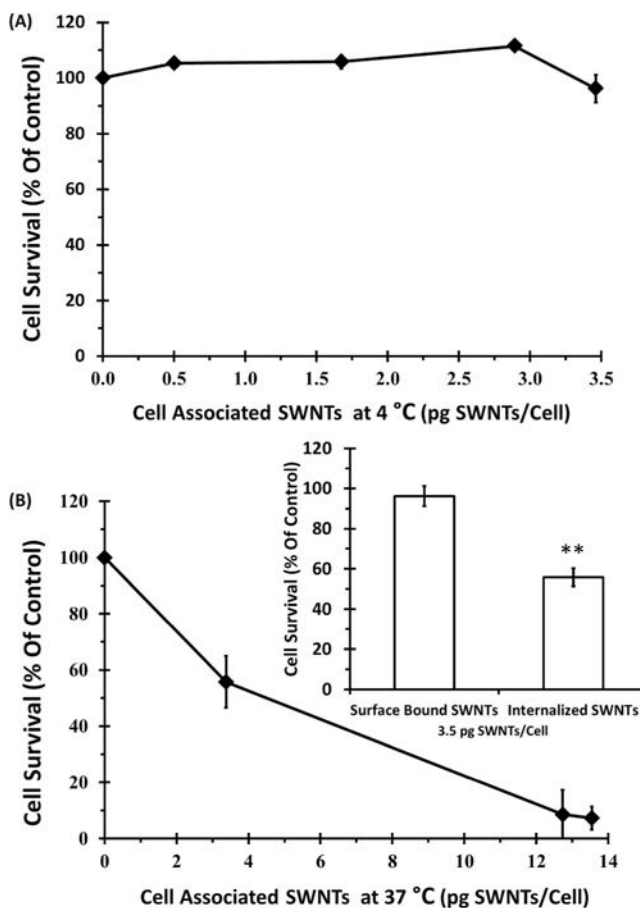 (A)
120
100
80
60
40
20
0
Cell Survival (% Of Control)
0.0 0.5 1.0 1.5 2.0 2.5 3.0 3.5
Cell Associated SWNTs at 4 °C (pg SWNTs/Cell)
(B)
120
100
80
60
40
20
0
Cell Survival (% Of Control)
0 2 4 6 8 10 12 14
Cell Associated SWNTs at 37 °C (pg SWNTs/Cell)
120
100
80
60
40
20
0
Cell Survival (% Of Control)
**
Surface Bound SWNTs Internalized SWNTs
3.5 pg SWNTs/Cell